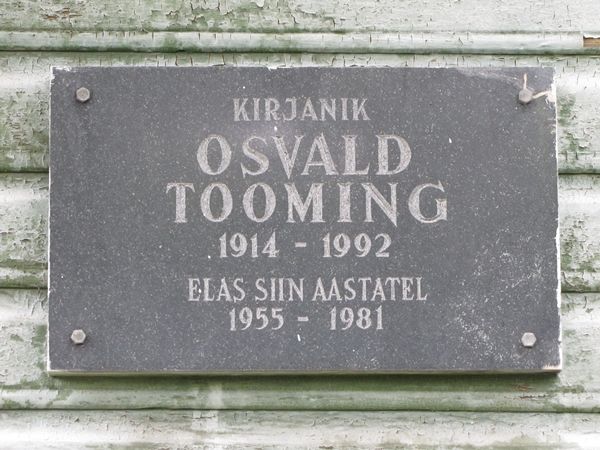 KIRJANIK
OSVALD
TOOMING
1914 - 1992
ELAS SIIN AASTATEL
1955 - 1981